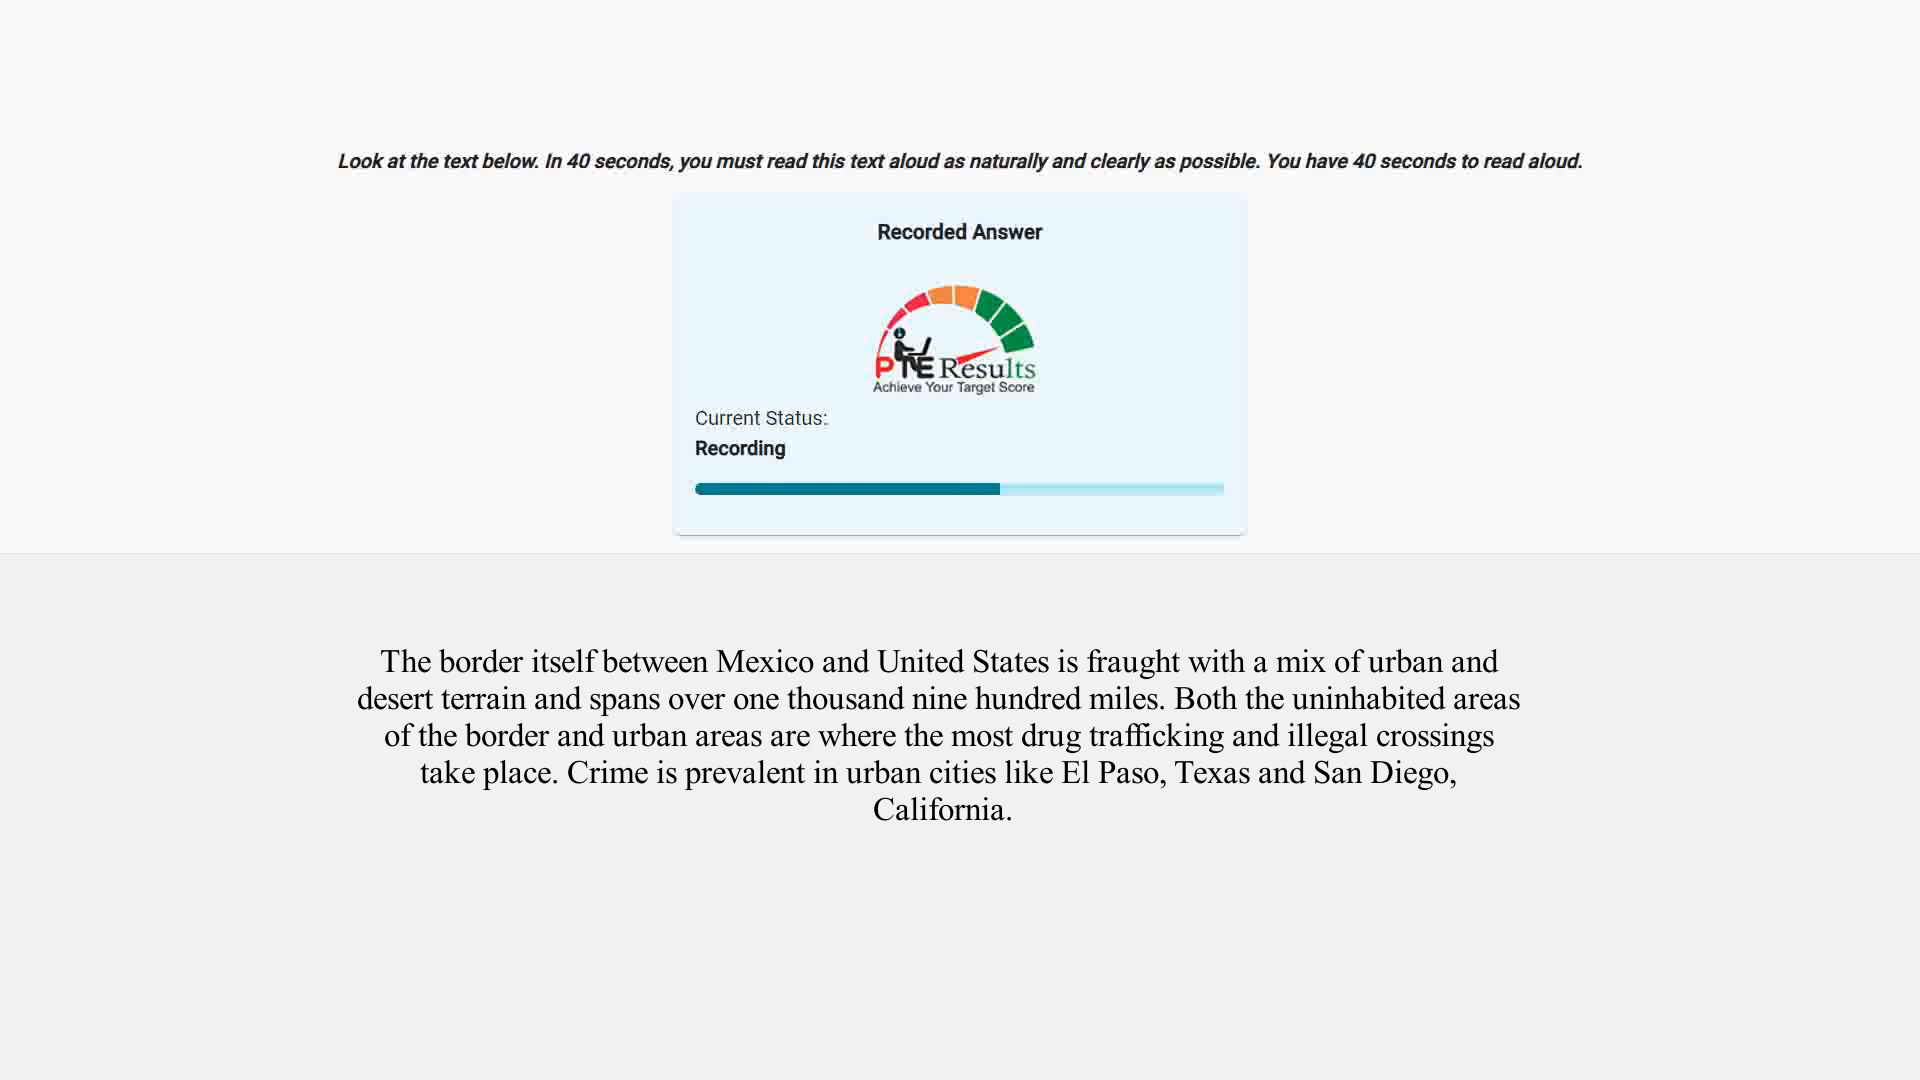 Look at the text below. In 40 seconds, you must read this text aloud as naturally and clearly as possible. You have 40 seconds to read aloud.
Recorded Answer
PTE Results
Achieve Your Target Score
Current Status:
Recording
The border itself between Mexico and United States is fraught with a mix of urban and
desert terrain and spans over one thousand nine hundred miles. Both the uninhabited areas
of the border and urban areas are where the most drug trafficking and illegal crossings
take place. Crime is prevalent in urban cities like El Paso, Texas and San Diego,
California.